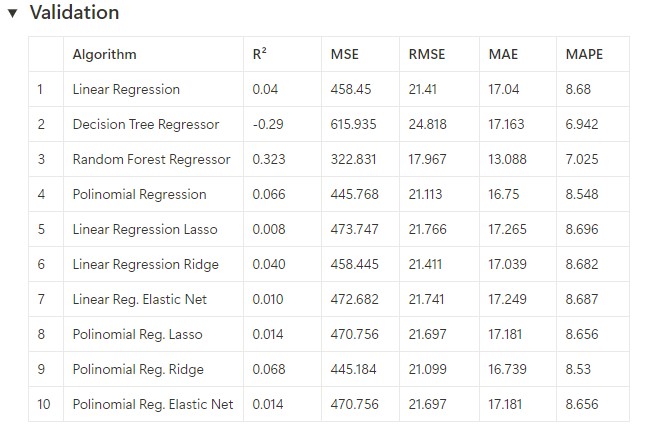 ▼ Validation
Algorithm R² MSE RMSE MAE MAPE
1 Linear Regression 0.04 458.45 21.41 17.04 8.68
2 Decision Tree Regressor -0.29 615.935 24.818 17.163 6.942
3 Random Forest Regressor 0.323 322.831 17.967 13.088 7.025
4 Polinomial Regression 0.066 445.768 21.113 16.75 8.548
5 Linear Regression Lasso 0.008 473.747 21.766 17.265 8.696
6 Linear Regression Ridge 0.040 458.445 21.411 17.039 8.682
7 Linear Reg. Elastic Net 0.010 472.682 21.741 17.249 8.687
8 Polinomial Reg. Lasso 0.014 470.756 21.697 17.181 8.656
9 Polinomial Reg. Ridge 0.068 445.184 21.099 16.739 8.53
10 Polinomial Reg. Elastic Net 0.014 470.756 21.697 17.181 8.656